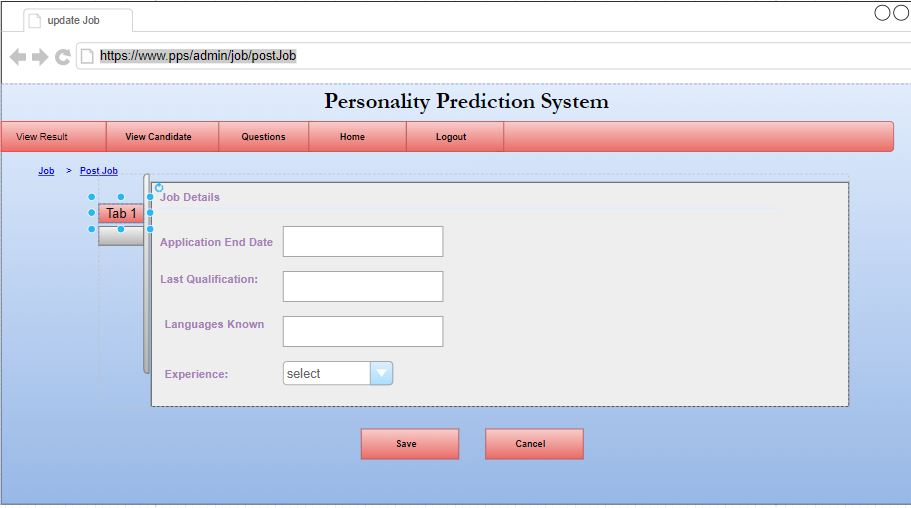 update Job
https://www.pps/admin/job/postJob
Personality Prediction System
View Result View Candidate Questions Home Logout
Job > Post Job
Tab 1
Job Details
Application End Date
Last Qualification:
Languages Known
Experience: select
Save Cancel